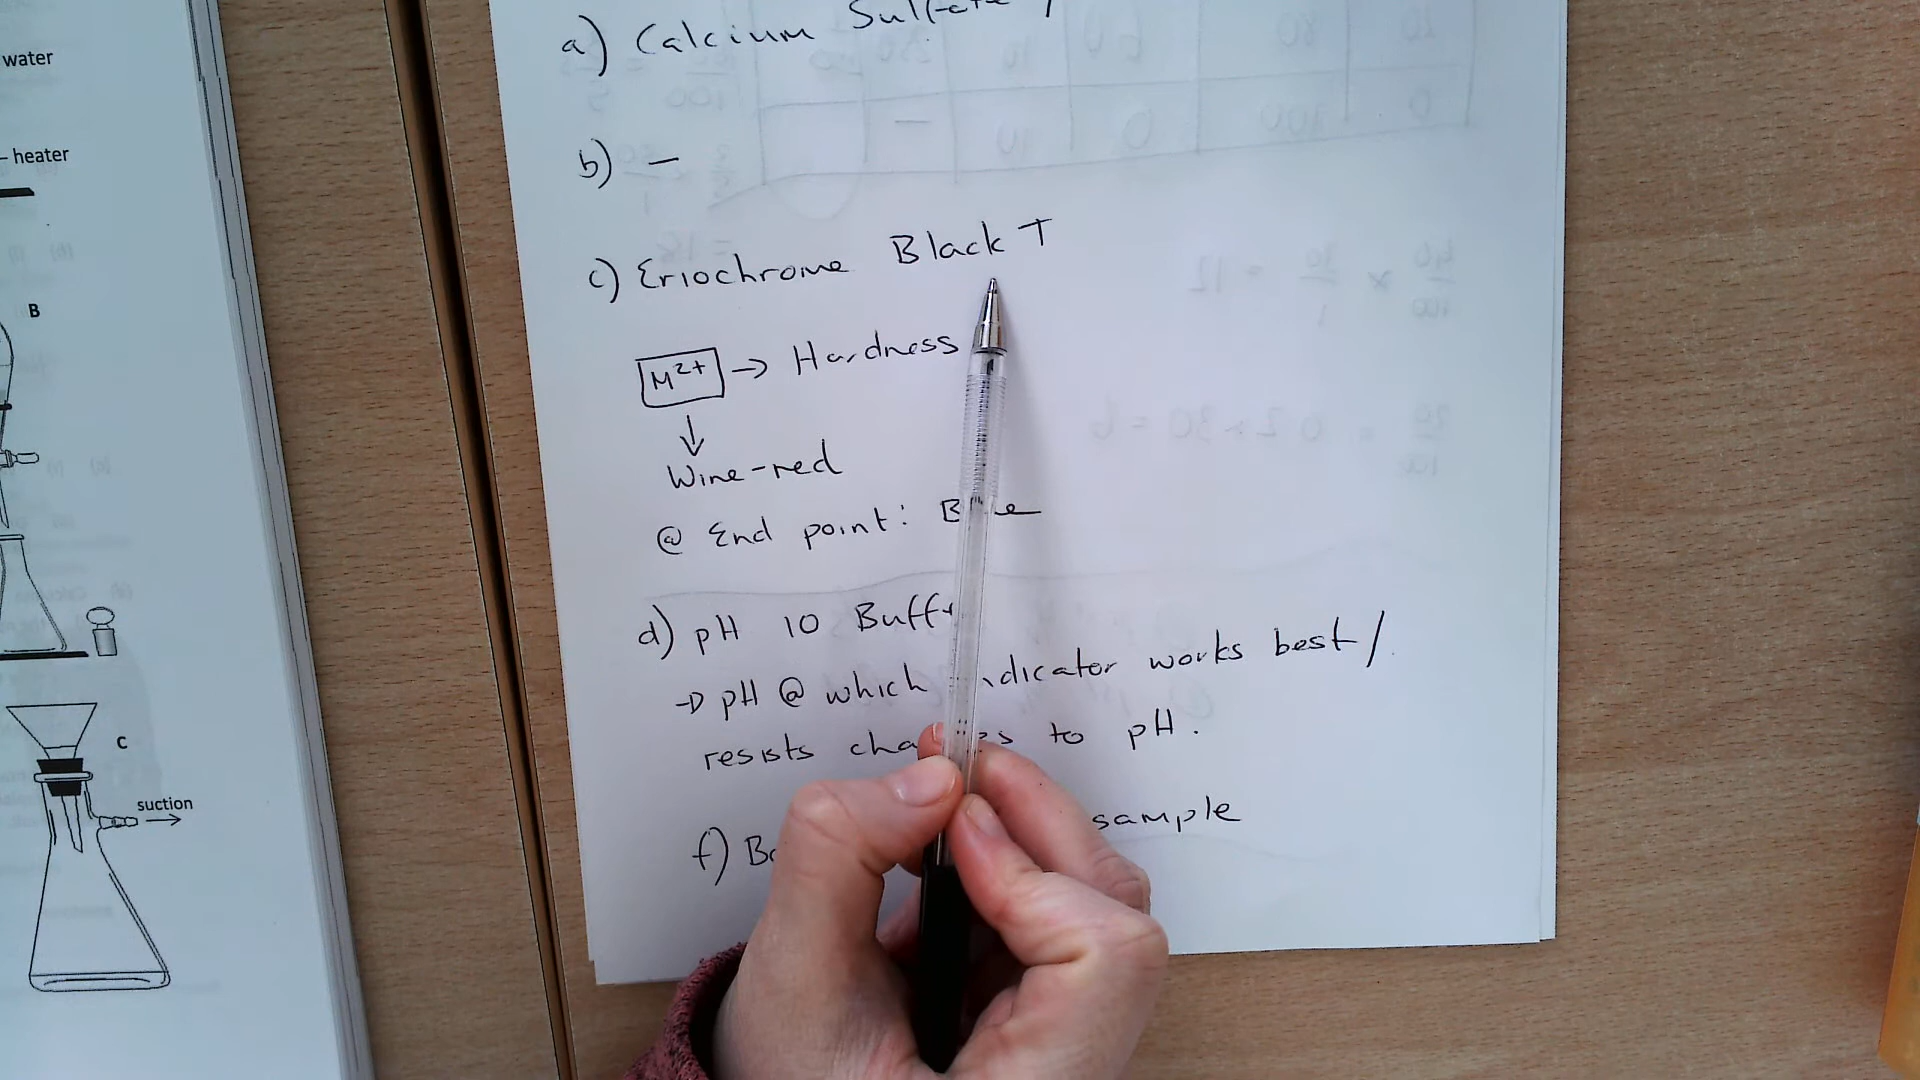 water
heater
B
C
suction
a) Calcium Sulfate /
b) —
c) Eriochrome Black T
M²⁺ → Hardness
↓
Wine-red
@ End point:
d) pH 10
→ pH @ which works best /
resists to pH.
f) sample